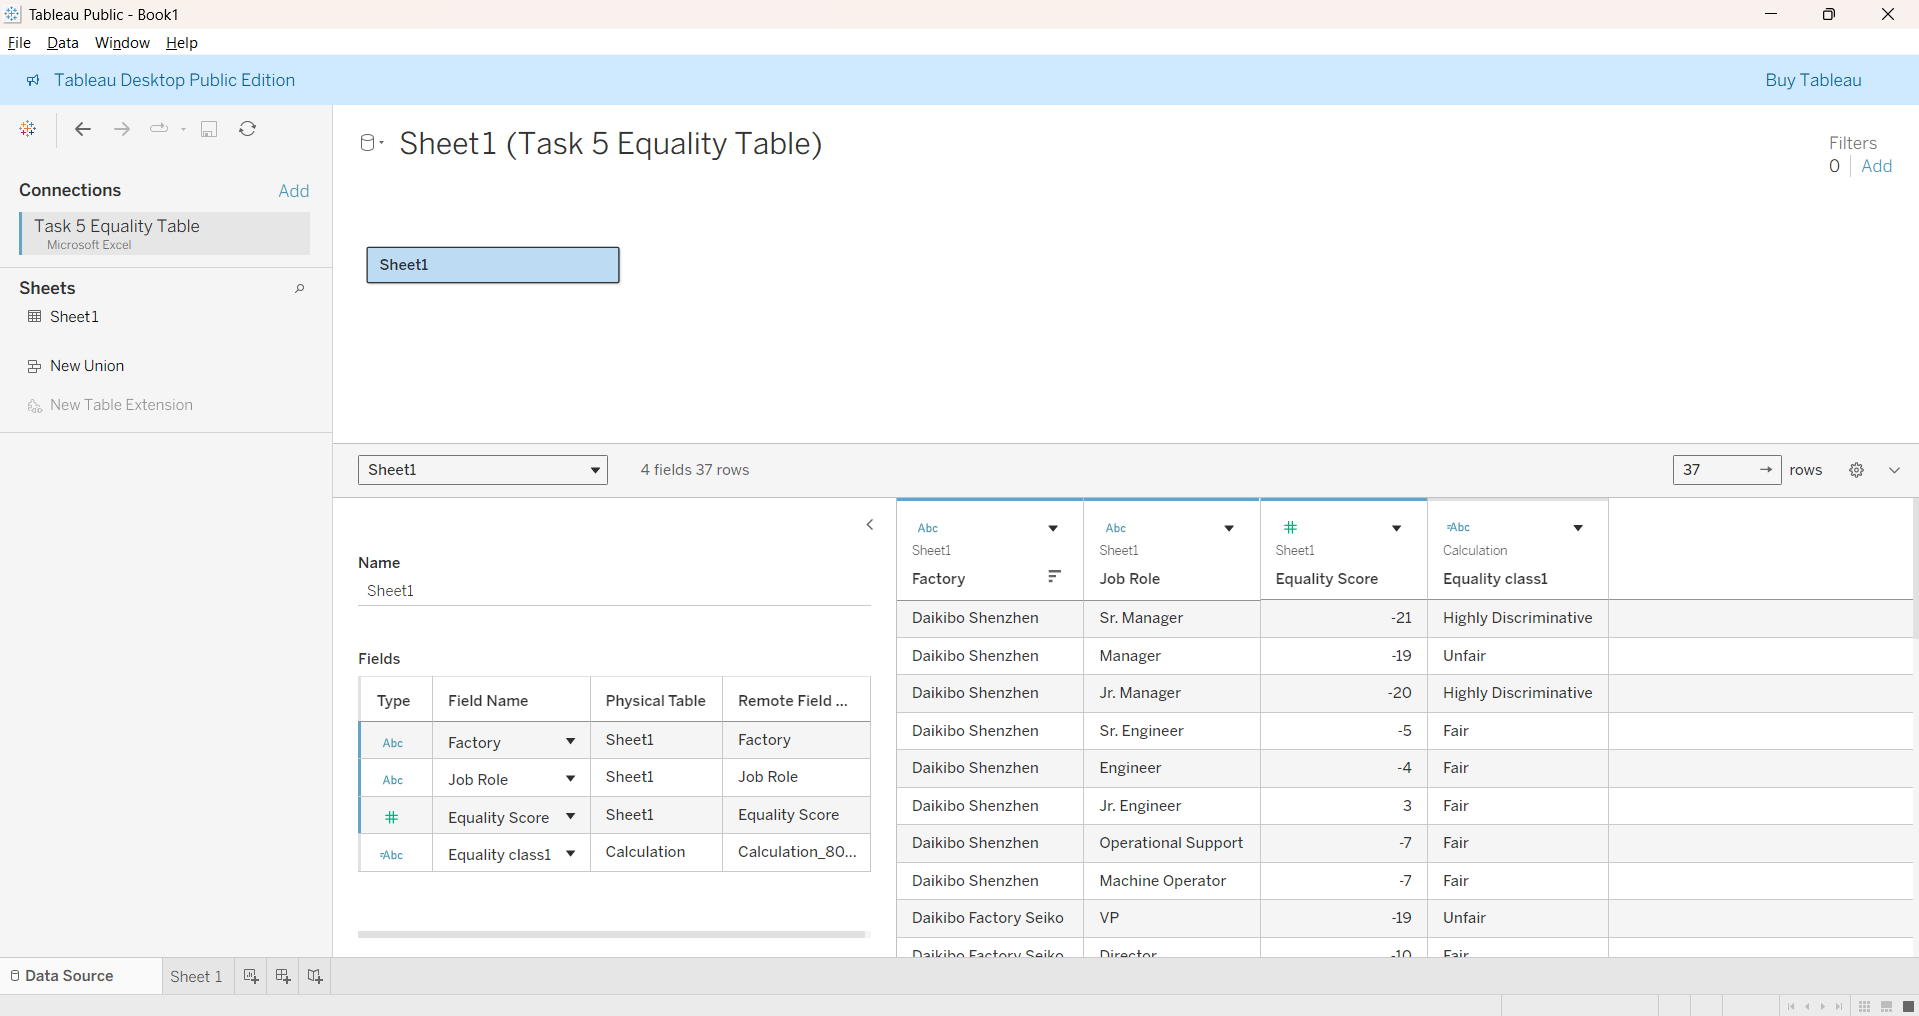 Tableau Public - Book1
File Data Window Help
Tableau Desktop Public Edition
Buy Tableau
Connections
Add
Task 5 Equality Table
Microsoft Excel
Sheets
Sheet1
New Union
New Table Extension
Sheet1 (Task 5 Equality Table)
Filters
0 Add
Sheet1
Sheet1
4 fields 37 rows
37 → rows
Name
Sheet1
Fields
Type Field Name Physical Table Remote Field ...
Abc Factory Sheet1 Factory
Abc Job Role Sheet1 Job Role
# Equality Score Sheet1 Equality Score
=Abc Equality class1 Calculation Calculation_80...
Abc Abc # =Abc
Sheet1 Sheet1 Sheet1 Calculation
Factory Job Role Equality Score Equality class1
Daikibo Shenzhen Sr. Manager -21 Highly Discriminative
Daikibo Shenzhen Manager -19 Unfair
Daikibo Shenzhen Jr. Manager -20 Highly Discriminative
Daikibo Shenzhen Sr. Engineer -5 Fair
Daikibo Shenzhen Engineer -4 Fair
Daikibo Shenzhen Jr. Engineer 3 Fair
Daikibo Shenzhen Operational Support -7 Fair
Daikibo Shenzhen Machine Operator -7 Fair
Daikibo Factory Seiko VP -19 Unfair
Daikibo Factory Seiko Director -10 Fair
Data Source Sheet 1